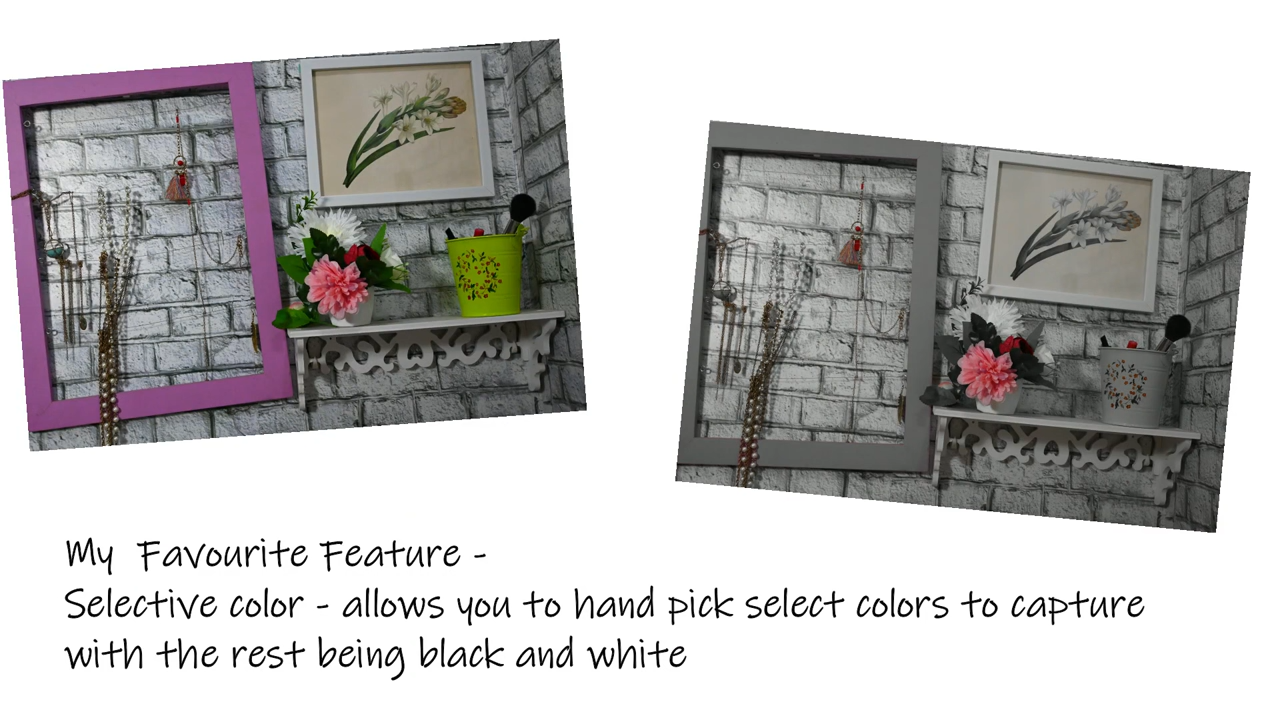 My Favourite Feature -
Selective color - allows you to hand pick select colors to capture
with the rest being black and white